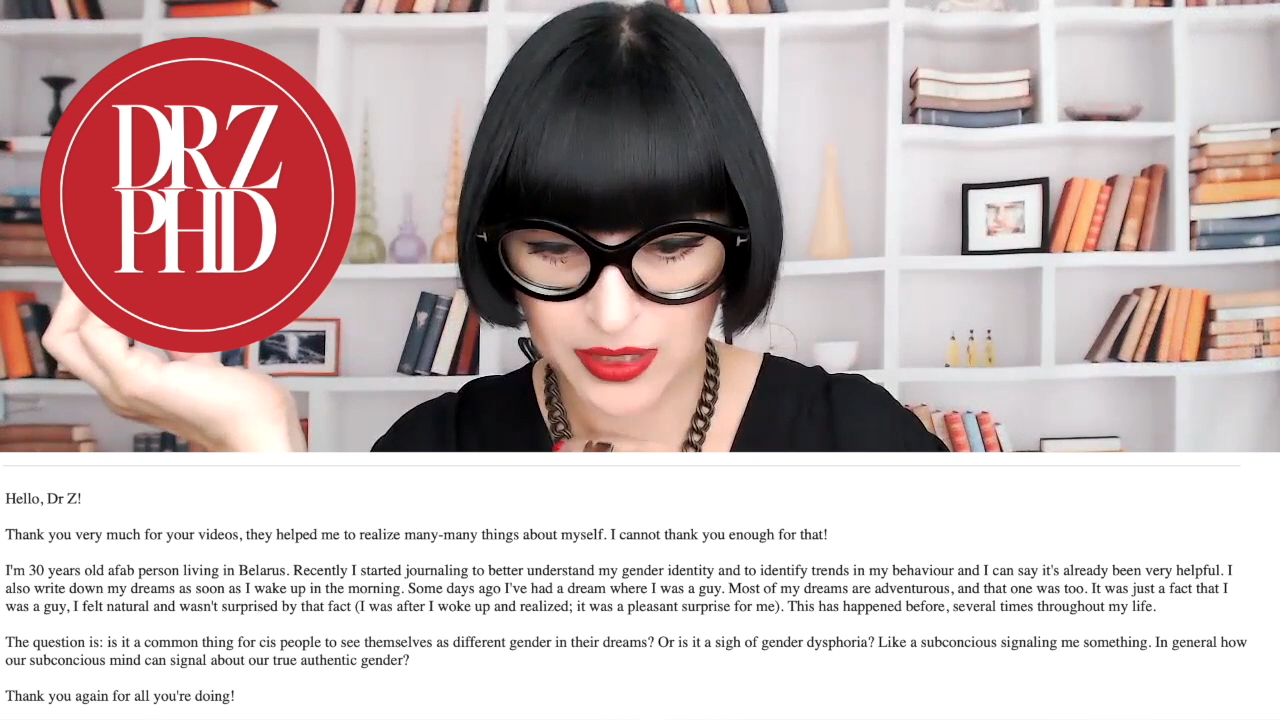 DRZ
PHD
Hello, Dr Z!
Thank you very much for your videos, they helped me to realize many-many things about myself. I cannot thank you enough for that!
I'm 30 years old afab person living in Belarus. Recently I started journaling to better understand my gender identity and to identify trends in my behaviour and I can say it's already been very helpful. I
also write down my dreams as soon as I wake up in the morning. Some days ago I've had a dream where I was a guy. Most of my dreams are adventurous, and that one was too. It was just a fact that I
was a guy, I felt natural and wasn't surprised by that fact (I was after I woke up and realized; it was a pleasant surprise for me). This has happened before, several times throughout my life.
The question is: is it a common thing for cis people to see themselves as different gender in their dreams? Or is it a sigh of gender dysphoria? Like a subconcious signaling me something. In general how
our subconcious mind can signal about our true authentic gender?
Thank you again for all you're doing!